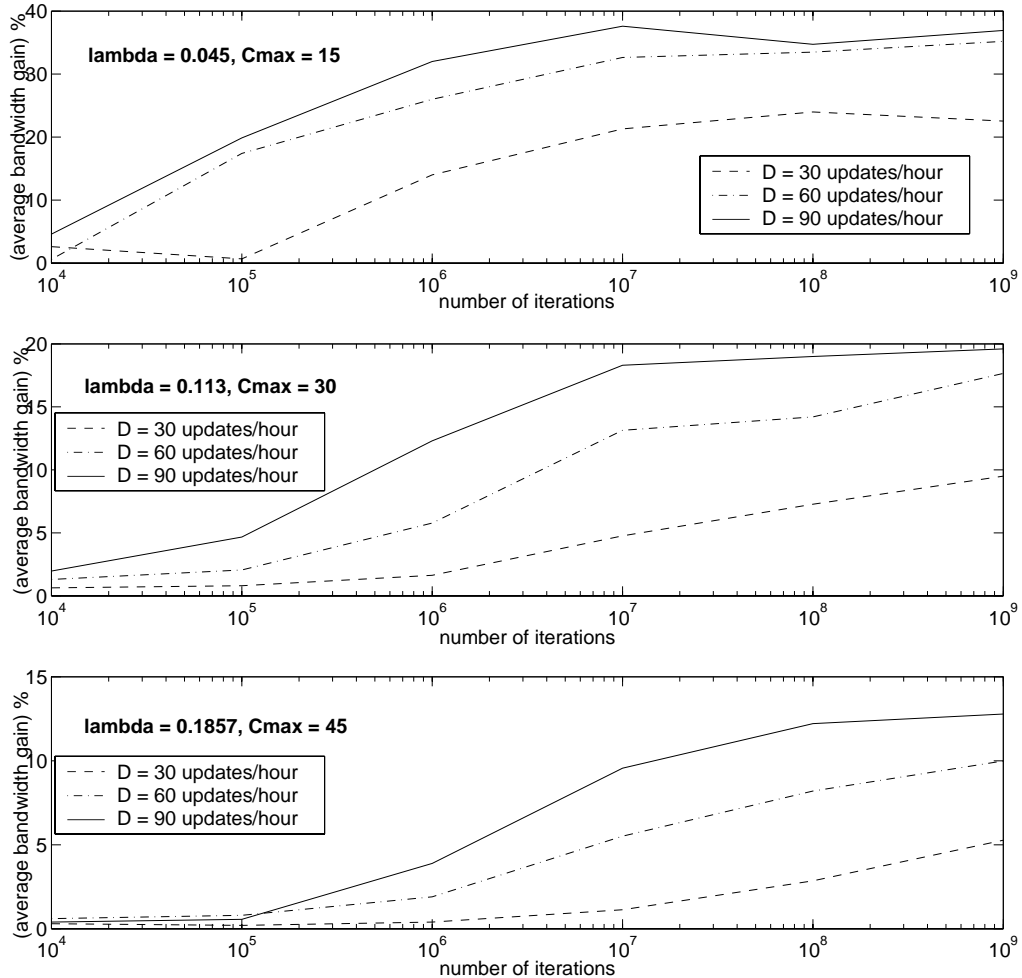 (average bandwidth gain) %
40
30
20
10
0
lambda = 0.045, Cmax = 15
D = 30 updates/hour
D = 60 updates/hour
D = 90 updates/hour
10^4 10^5 10^6 10^7 10^8 10^9
number of iterations
(average bandwidth gain) %
20
15
10
5
0
lambda = 0.113, Cmax = 30
D = 30 updates/hour
D = 60 updates/hour
D = 90 updates/hour
10^4 10^5 10^6 10^7 10^8 10^9
number of iterations
(average bandwidth gain) %
15
10
5
0
lambda = 0.1857, Cmax = 45
D = 30 updates/hour
D = 60 updates/hour
D = 90 updates/hour
10^4 10^5 10^6 10^7 10^8 10^9
number of iterations